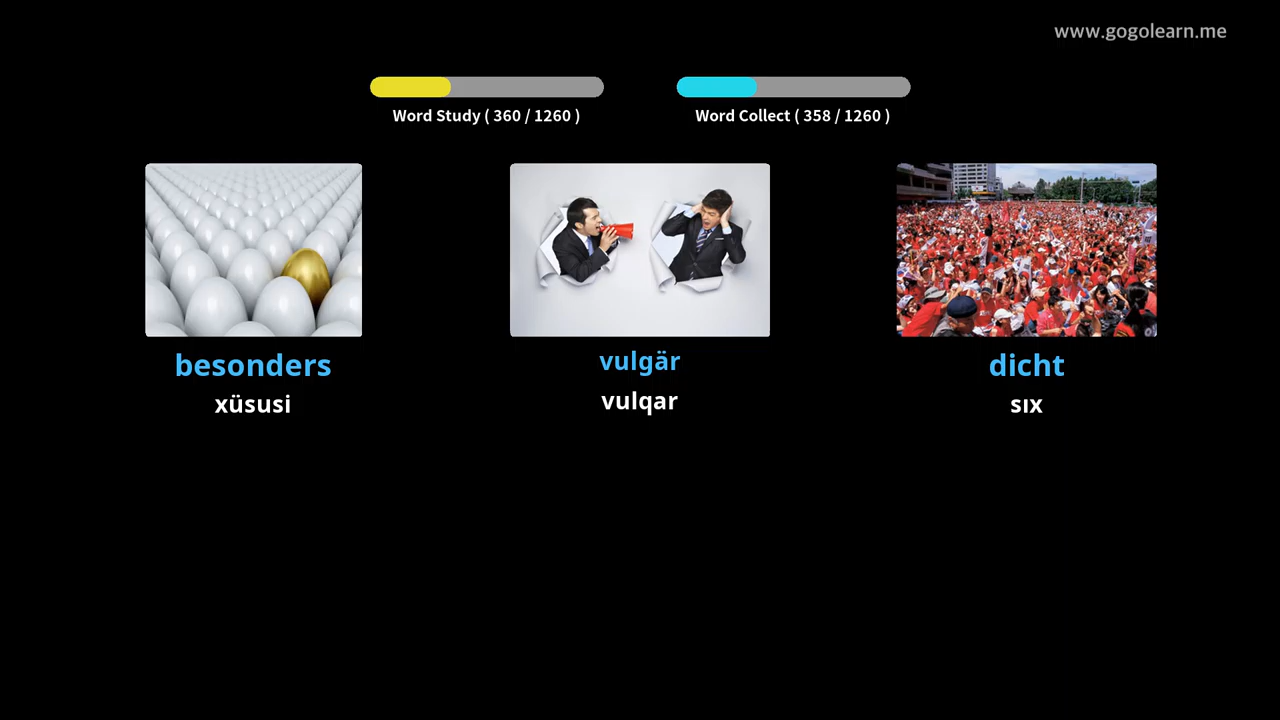 www.gogolearn.me
Word Study ( 360 / 1260 )
Word Collect ( 358 / 1260 )
besonders
xüsusi
vulgär
vulqar
dicht
sıx